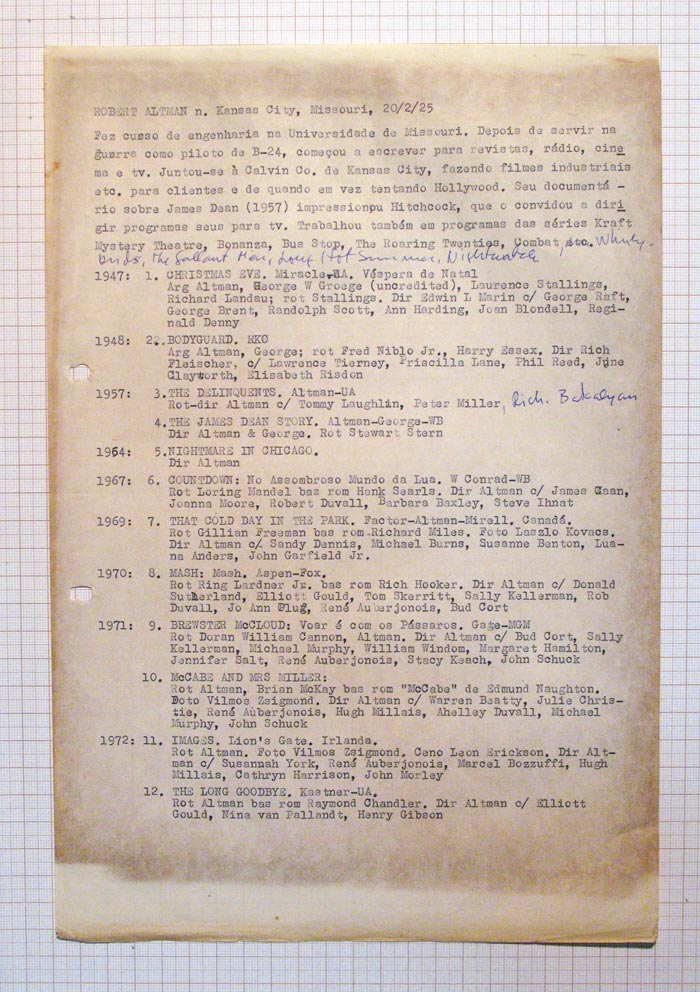 ROBERT ALTMAN n. Kansas City, Missouri, 20/2/25
Fez curso de engenharia na Universidade de Missouri. Depois de servir na
guerra como piloto de B-24, começou a escrever para revistas, rádio, cine
ma e tv. Juntou-se à Calvin Co. de Kansas City, fazendo filmes industriais
etc. para clientes e de quando em vez tentando Hollywood. Seu documentá -
rio sobre James Dean (1957) impressionou Hitchcock, que o convidou a diri
gir programas seus para tv. Trabalhou também em programas das séries Kraft
Mystery Theatre, Bonanza, Bus Stop, The Roaring Twenties, Combat, etc. Whirly-
birds, The Gallant Men, Long Hot Summer, Nightwatch
1947: 1. CHRISTMAS EVE. Miracle-UA. Véspera de Natal
Arg Altman, George W Groege (uncredited), Laurence Stallings,
Richard Landau; rot Stallings. Dir Edwin L Marin c/ George Raft,
George Brent, Randolph Scott, Ann Harding, Joan Blondell, Regi-
nald Denny
1948: 2.BODYGUARD. RKO
Arg Altman, George; rot Fred Niblo Jr., Harry Essex. Dir Rich
Fleischer, c/ Lawrence Tierney, Priscilla Lane, Phil Reed, June
Clayworth, Elisabeth Risdon
1957: 3.THE DELINQUENTS. Altman-UA
Rot-dir Altman c/ Tommy Laughlin, Peter Miller, Rich. Bakalyan
4.THE JAMES DEAN STORY. Altman-George-WB
Dir Altman & George. Rot Stewart Stern
1964: 5.NIGHTMARE IN CHICAGO.
Dir Altman
1967: 6. COUNTDOWN: No Assombroso Mundo da Lua. W Conrad-WB
Rot Loring Mandel bas rom Hank Searls. Dir Altman c/ James Caan,
Joanna Moore, Robert Duvall, Barbara Baxley, Steve Ihnat
1969: 7. THAT COLD DAY IN THE PARK. Factor-Altman-Mirell. Canadá.
Rot Gillian Freeman bas rom Richard Miles. Foto Laszlo Kovacs.
Dir Altman c/ Sandy Dennis, Michael Burns, Susanne Benton, Lua-
na Anders, John Garfield Jr.
1970: 8. MASH: Mash. Aspen-Fox.
Rot Ring Lardner Jr. bas rom Rich Hooker. Dir Altman c/ Donald
Sutherland, Elliott Gould, Tom Skerritt, Sally Kellerman, Rob
Duvall, Jo Ann Plug, René Auberjonois, Bud Cort
1971: 9. BREWSTER McCLOUD: Voar é com os Pássaros. Gage-MGM
Rot Doran William Cannon, Altman. Dir Altman c/ Bud Cort, Sally
Kellerman, Michael Murphy, William Windom, Margaret Hamilton,
Jennifer Salt, René Auberjonois, Stacy Keach, John Schuck
10. McCABE AND MRS MILLER:
Rot Altman, Brian McKay bas rom "McCabe" de Edmund Naughton.
Foto Vilmos Zsigmond. Dir Altman c/ Warren Beatty, Julie Chris-
tie, René Auberjonois, Hugh Millais, Ahelley Duvall, Michael
Murphy, John Schuck
1972: 11. IMAGES. Lion's Gate. Irlanda.
Rot Altman. Foto Vilmos Zsigmond. Ceno Leon Erickson. Dir Alt-
man c/ Susannah York, René Auberjonois, Marcel Bozzuffi, Hugh
Millais, Cathryn Harrison, John Morley
12. THE LONG GOODBYE. Kastner-UA.
Rot Altman bas rom Raymond Chandler. Dir Altman c/ Elliott
Gould, Nina van Pallandt, Henry Gibson